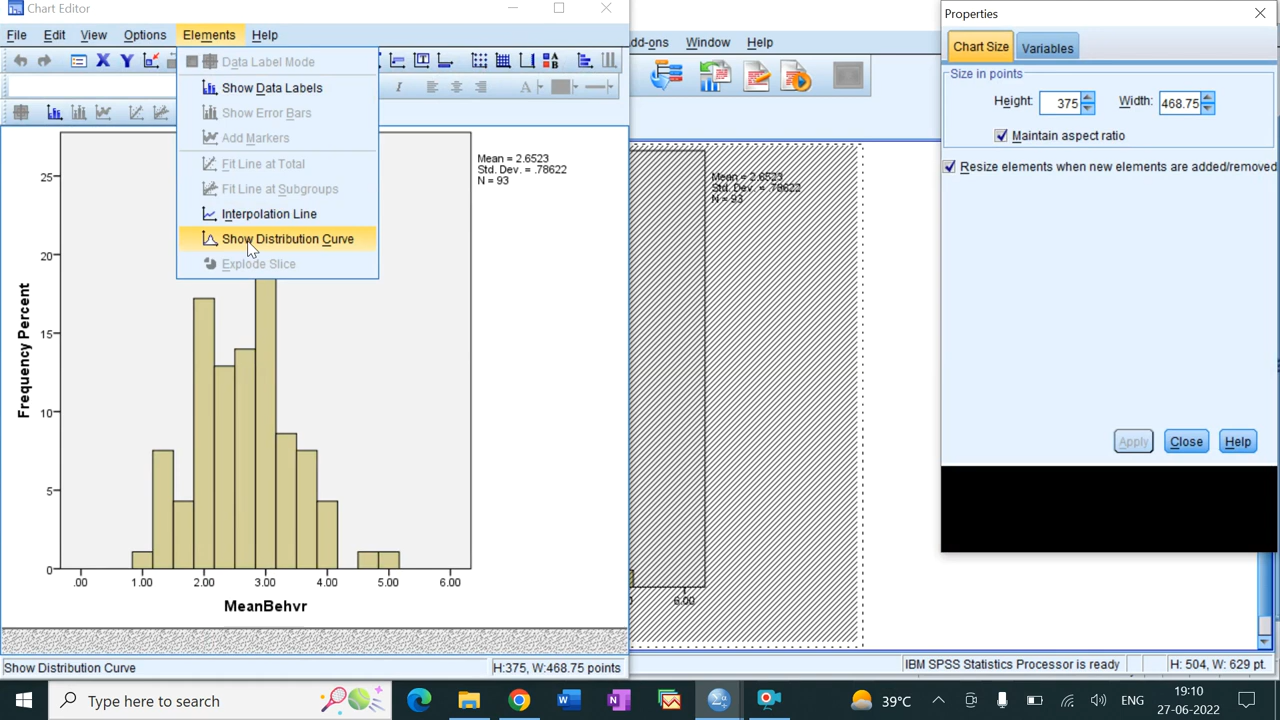 Chart Editor
File Edit View Options Elements Help
Data Label Mode
Show Data Labels
Show Error Bars
Add Markers
Fit Line at Total
Fit Line at Subgroups
Interpolation Line
Show Distribution Curve
Explode Slice
Mean = 2.6523
Std. Dev. = .78622
N = 93
25
20
15
10
5
0
Frequency Percent
.00 1.00 2.00 3.00 4.00 5.00 6.00
MeanBehvr
Show Distribution Curve
H:375, W:468.75 points
Window Help
Mean = 2.6523
Std. Dev. = .78622
N = 93
6.00
IBM SPSS Statistics Processor is ready
H: 504, W: 629 pt.
Properties
Chart Size Variables
Size in points
Height: 375 Width: 468.75
Maintain aspect ratio
Resize elements when new elements are added/removed
Apply Close Help
Type here to search
39°C
ENG
19:10
27-06-2022